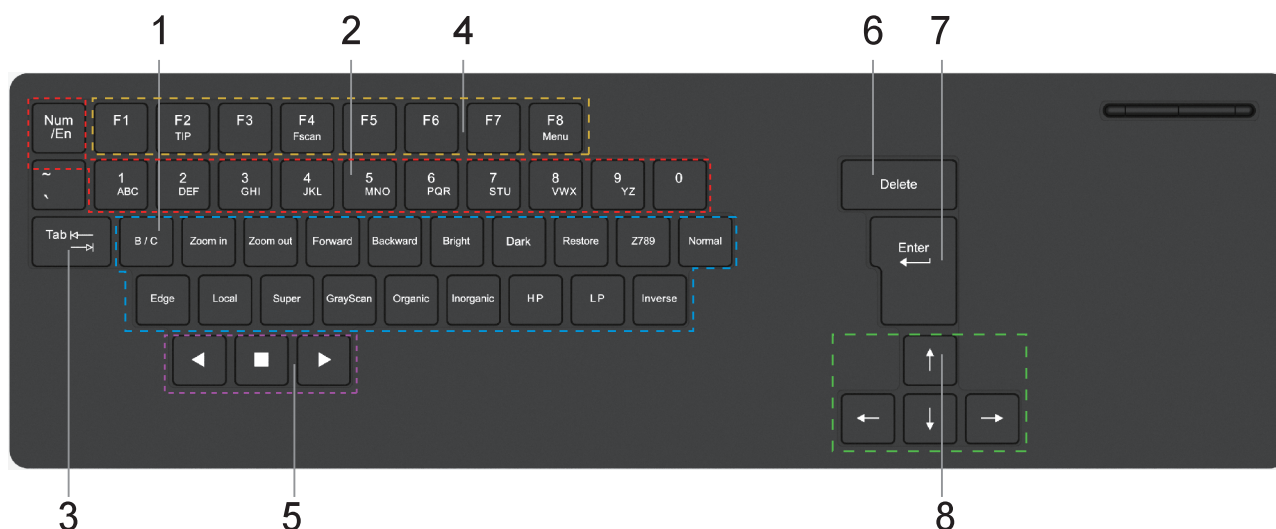 1 2 4 6 7
Num /En F1 F2 TIP F3 F4 Fscan F5 F6 F7 F8 Menu
~ ` 1 ABC 2 DEF 3 GHI 4 JKL 5 MNO 6 PQR 7 STU 8 VWX 9 YZ 0 Delete
Tab B / C Zoom in Zoom out Forward Backward Bright Dark Restore Z789 Normal Enter
Edge Local Super GrayScan Organic Inorganic HP LP Inverse
3 5 8